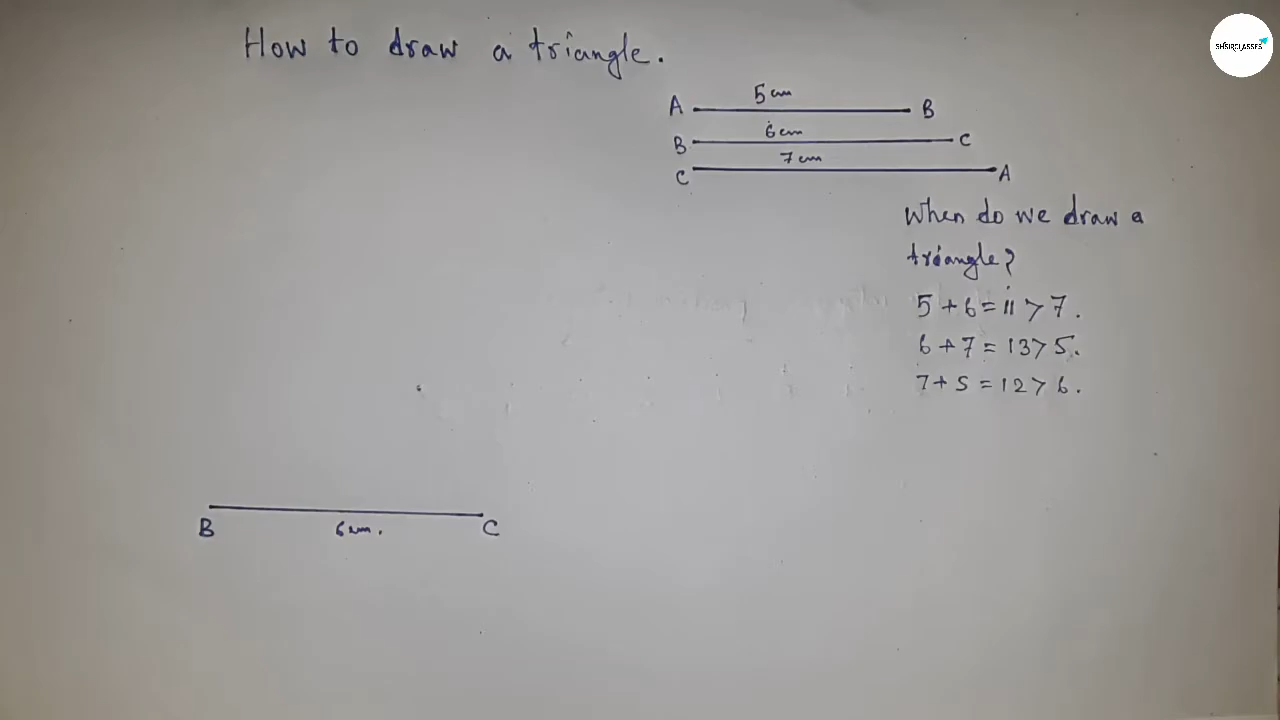 How to draw a triangle.
SHSIRCLASSES
A 5 cm B
B 6 cm C
C 7 cm A
When do we draw a
triangle?
5 + 6 = 11 > 7.
6 + 7 = 13 > 5.
7 + 5 = 12 > 6.
B 6 cm. C